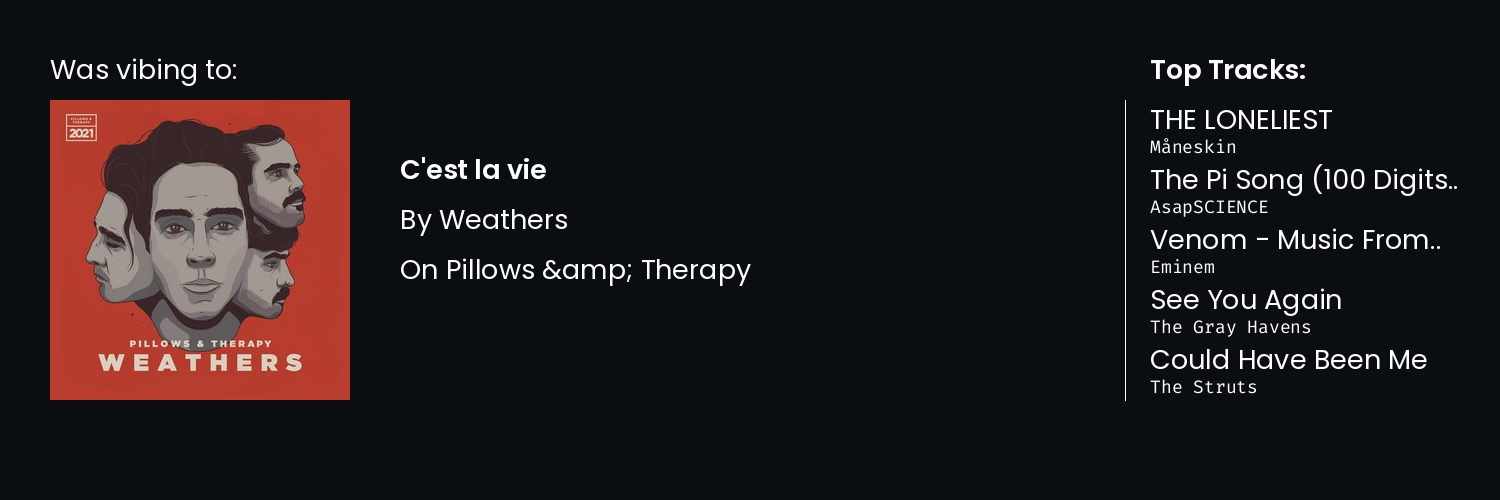 Was vibing to:
PILLOWS &
THERAPY
2021
PILLOWS & THERAPY
WEATHERS
C'est la vie
By Weathers
On Pillows &amp; Therapy
Top Tracks:
THE LONELIEST
Måneskin
The Pi Song (100 Digits..
AsapSCIENCE
Venom - Music From..
Eminem
See You Again
The Gray Havens
Could Have Been Me
The Struts